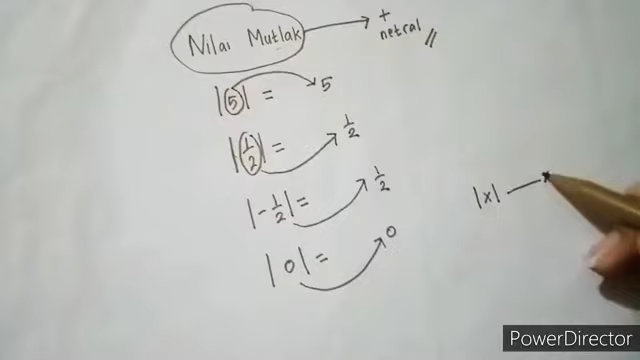 Nilai Mutlak + netral //
|5| = 5
|1/2| = 1/2
|-1/2| = 1/2
|x|
|0| = 0
PowerDirector